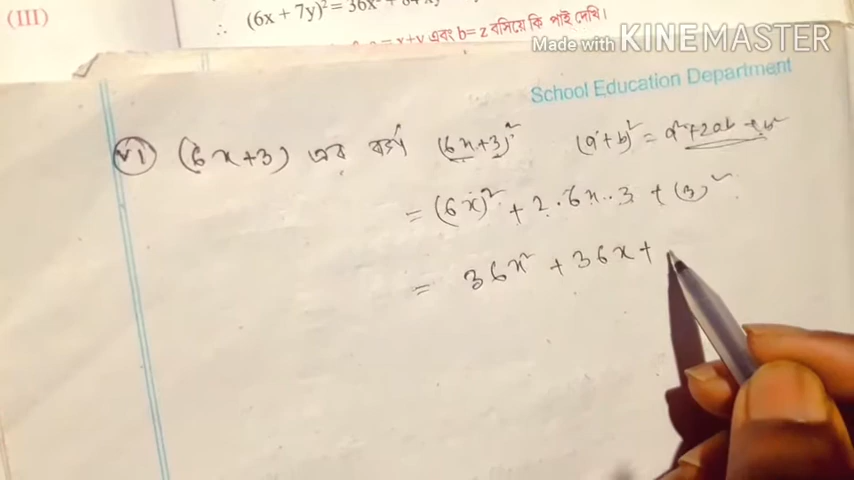 (III)
∴ (6x + 7y)² = 36x²
= x+y এবং b = z বসিয়ে কি পাই দেখি।
Made with KINEMASTER
School Education Department
VI (6x+3) এর বর্গ (6x+3)² (a+b)² = a²+2ab+b²
= (6x)² + 2.6x.3 + (3)²
= 36x² + 36x +